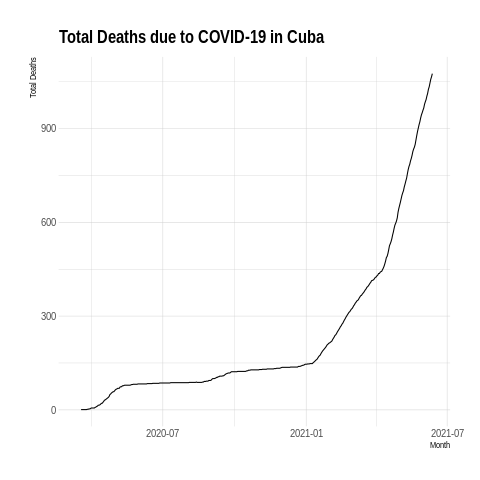 Total Deaths due to COVID-19 in Cuba
Total Deaths
900
600
300
0
2020-07
2021-01
2021-07
Month